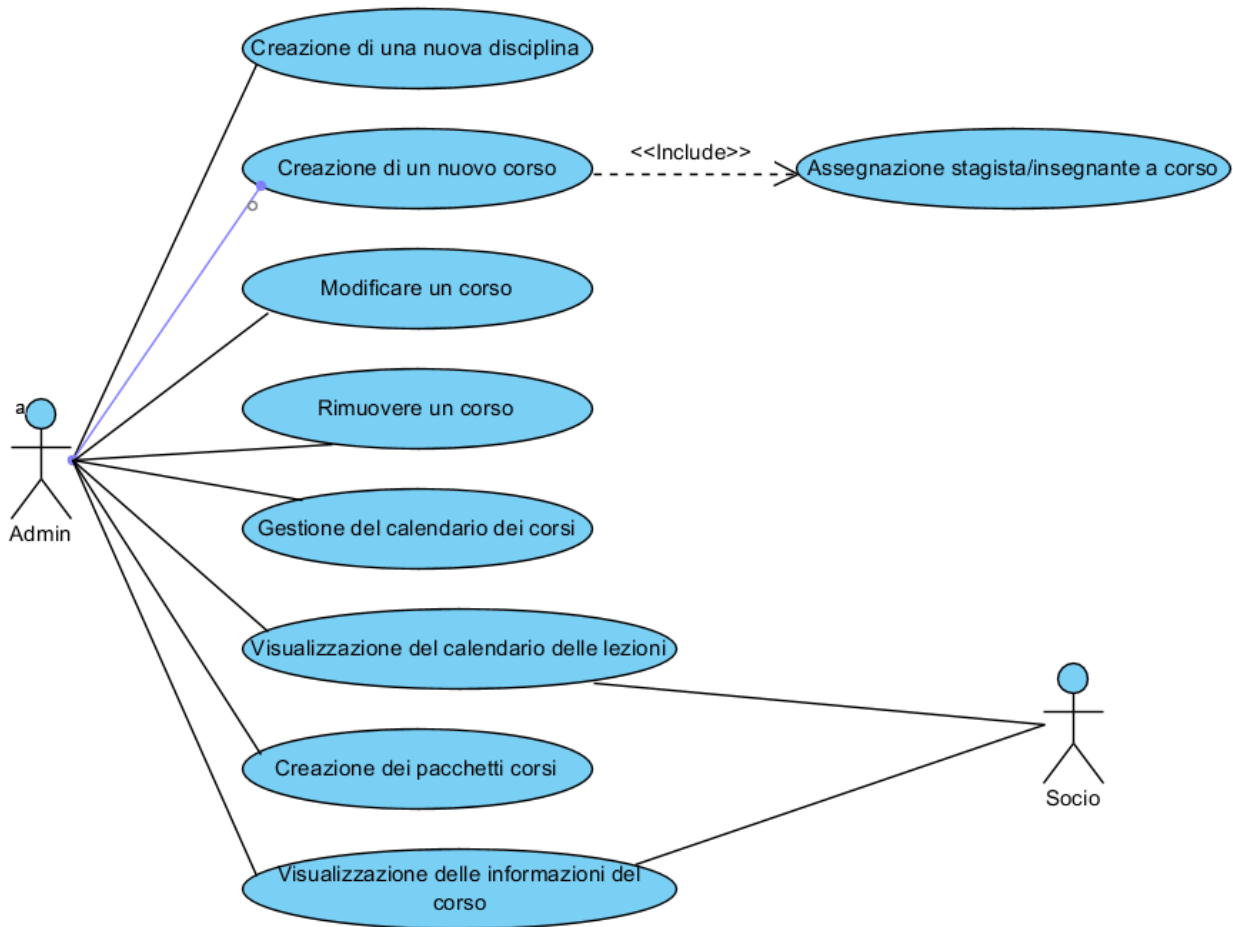 Creazione di una nuova disciplina
Creazione di un nuovo corso
<<Include>>
Assegnazione stagista/insegnante a corso
Modificare un corso
Rimuovere un corso
a
Admin
Gestione del calendario dei corsi
Visualizzazione del calendario delle lezioni
Creazione dei pacchetti corsi
Socio
Visualizzazione delle informazioni del
corso